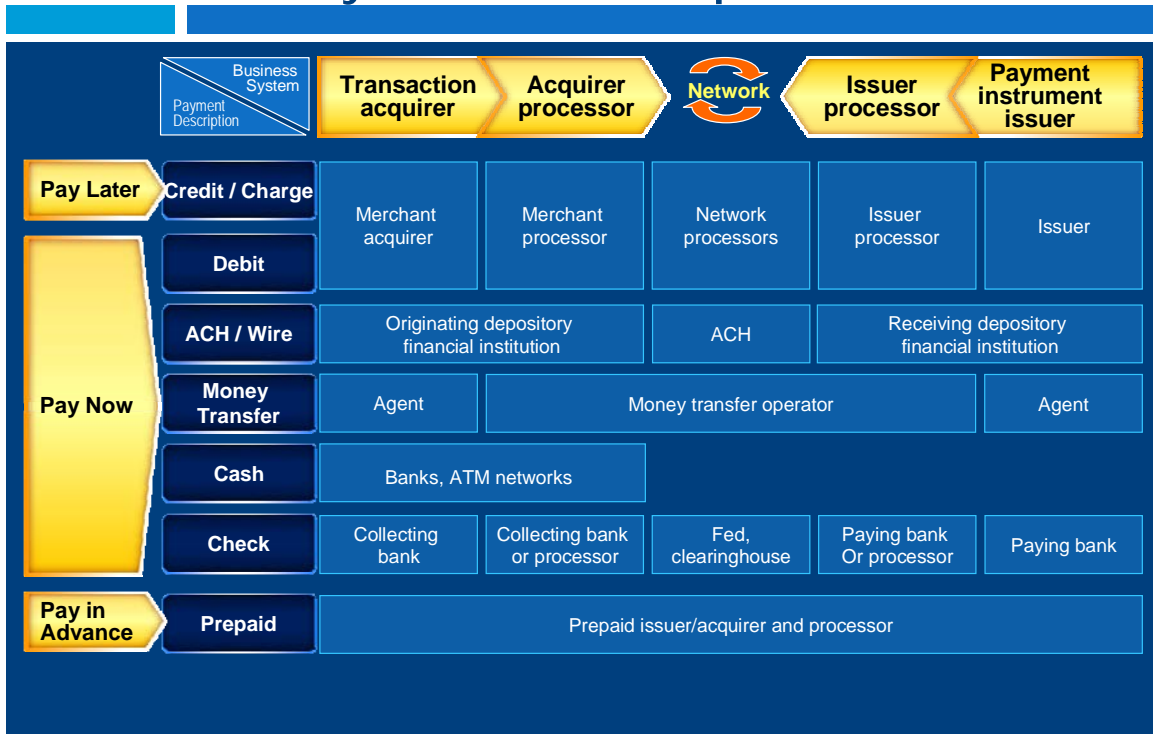 Business
System
Payment
Description
Transaction
acquirer
Acquirer
processor
Network
Issuer
processor
Payment
instrument
issuer
Pay Later
Credit / Charge
Merchant
acquirer
Merchant
processor
Network
processors
Issuer
processor
Issuer
Debit
Pay Now
ACH / Wire
Originating depository
financial institution
ACH
Receiving depository
financial institution
Money
Transfer
Agent
Money transfer operator
Agent
Cash
Banks, ATM networks
Check
Collecting
bank
Collecting bank
or processor
Fed,
clearinghouse
Paying bank
Or processor
Paying bank
Pay in
Advance
Prepaid
Prepaid issuer/acquirer and processor